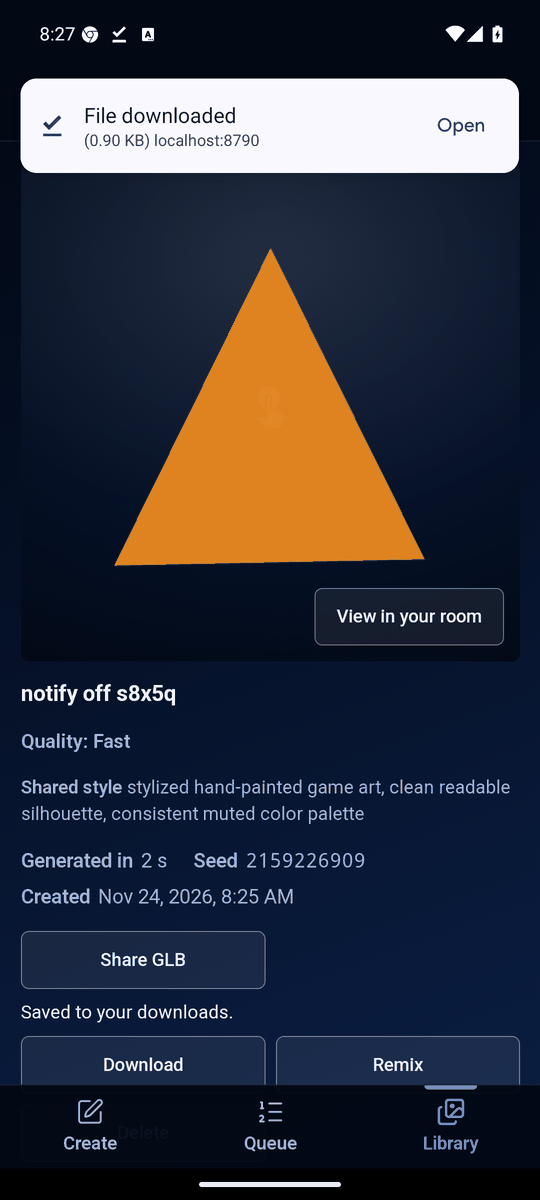 8:27
File downloaded
(0.90 KB) localhost:8790
Open
View in your room
notify off s8x5q
Quality: Fast
Shared style stylized hand-painted game art, clean readable
silhouette, consistent muted color palette
Generated in 2 s Seed 2159226909
Created Nov 24, 2026, 8:25 AM
Share GLB
Saved to your downloads.
Download
Remix
Delete
Create
Queue
Library